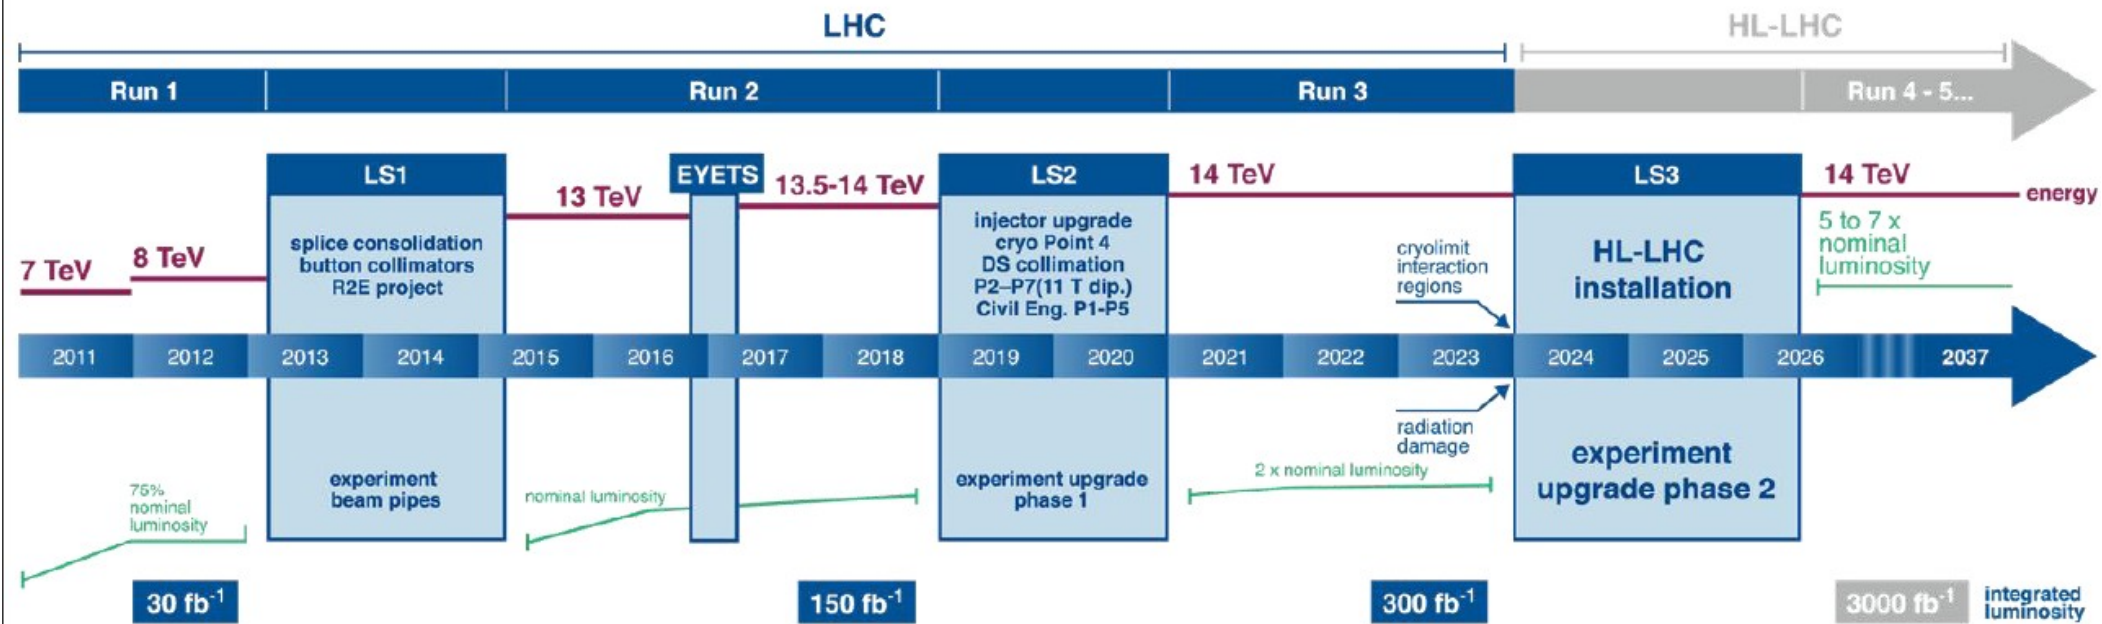 LHC
HL-LHC
Run 1
Run 2
Run 3
Run 4 - 5...
LS1
EYETS
LS2
LS3
7 TeV
8 TeV
13 TeV
13.5-14 TeV
14 TeV
14 TeV
energy
splice consolidation
button collimators
R2E project
injector upgrade
cryo Point 4
DS collimation
P2–P7(11 T dip.)
Civil Eng. P1-P5
cryolimit
interaction
regions
HL-LHC
installation
5 to 7 x
nominal
luminosity
2011
2012
2013
2014
2015
2016
2017
2018
2019
2020
2021
2022
2023
2024
2025
2026
2037
75%
nominal
luminosity
experiment
beam pipes
nominal luminosity
experiment upgrade
phase 1
2 x nominal luminosity
radiation
damage
experiment
upgrade phase 2
30 fb-1
150 fb-1
300 fb-1
3000 fb-1
integrated
luminosity